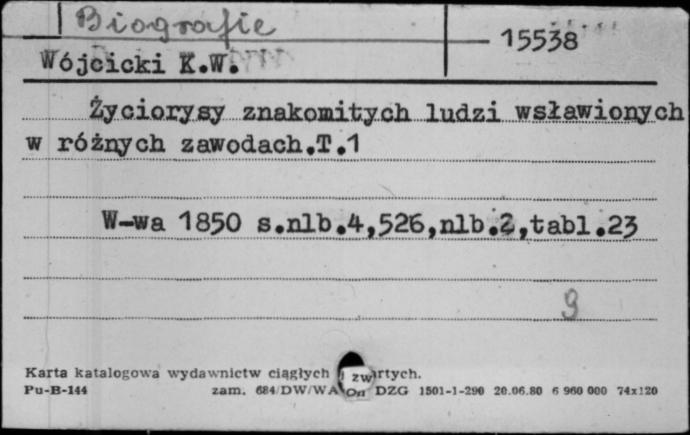 Biografie
15538
Wójcicki K.W.
Życiorysy znakomitych ludzi wsławionych
w różnych zawodach.T.1
W-wa 1850 s.nlb.4,526,nlb.2,tabl.23
9
Karta katalogowa wydawnictw ciągłych i zwartych.
Pu-B-144 zam. 684/DW/WA DZG 1501-1-290 20.06.80 6 960 000 74x120